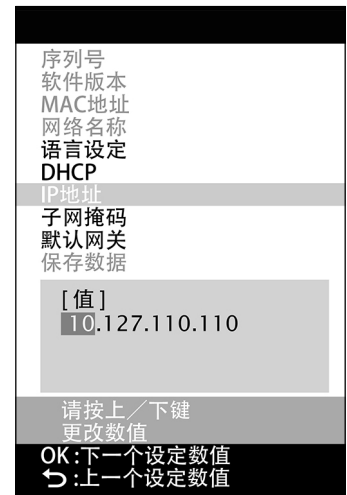 序列号
软件版本
MAC地址
网络名称
语言设定
DHCP
IP地址
子网掩码
默认网关
保存数据
[值]
10.127.110.110
请按上／下键
更改数值
OK:下一个设定数值
⮌:上一个设定数值